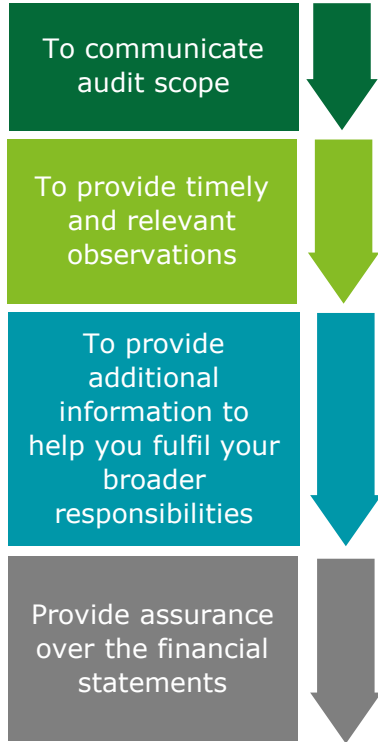 To communicate
audit scope
To provide timely
and relevant
observations
To provide
additional
information to
help you fulfil your
broader
responsibilities
Provide assurance
over the financial
statements